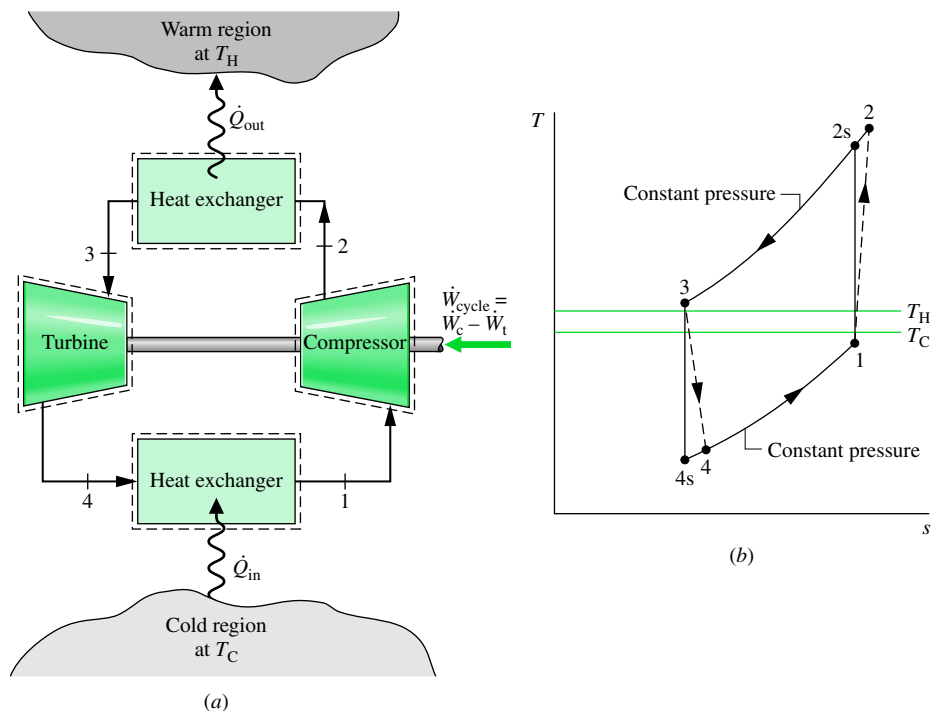 Warm region
at T_H
Q̇_out
Heat exchanger
3
2
Turbine
Compressor
Ẇ_cycle =
Ẇ_c – Ẇ_t
4
Heat exchanger
1
Q̇_in
Cold region
at T_C
(a)
T
2
2s
Constant pressure
3
T_H
T_C
1
4
4s
Constant pressure
s
(b)